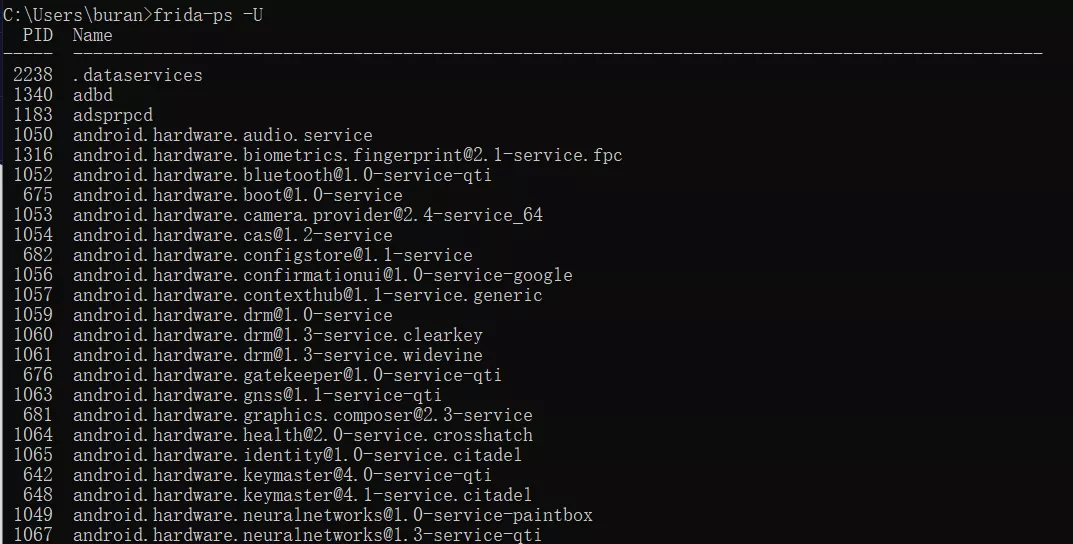 C:\Users\buran>frida-ps -U
PID  Name
----- -------------------------------------------------------------------------------------------------
2238  .dataservices
1340  adbd
1183  adsprpcd
1050  android.hardware.audio.service
1316  android.hardware.biometrics.fingerprint@2.1-service.fpc
1052  android.hardware.bluetooth@1.0-service-qti
675  android.hardware.boot@1.0-service
1053  android.hardware.camera.provider@2.4-service_64
1054  android.hardware.cas@1.2-service
682  android.hardware.configstore@1.1-service
1056  android.hardware.confirmationui@1.0-service-google
1057  android.hardware.contexthub@1.1-service.generic
1059  android.hardware.drm@1.0-service
1060  android.hardware.drm@1.3-service.clearkey
1061  android.hardware.drm@1.3-service.widevine
676  android.hardware.gatekeeper@1.0-service-qti
1063  android.hardware.gnss@1.1-service-qti
681  android.hardware.graphics.composer@2.3-service
1064  android.hardware.health@2.0-service.crosshatch
1065  android.hardware.identity@1.0-service.citadel
642  android.hardware.keymaster@4.0-service-qti
648  android.hardware.keymaster@4.1-service.citadel
1049  android.hardware.neuralnetworks@1.0-service-paintbox
1067  android.hardware.neuralnetworks@1.3-service-qti